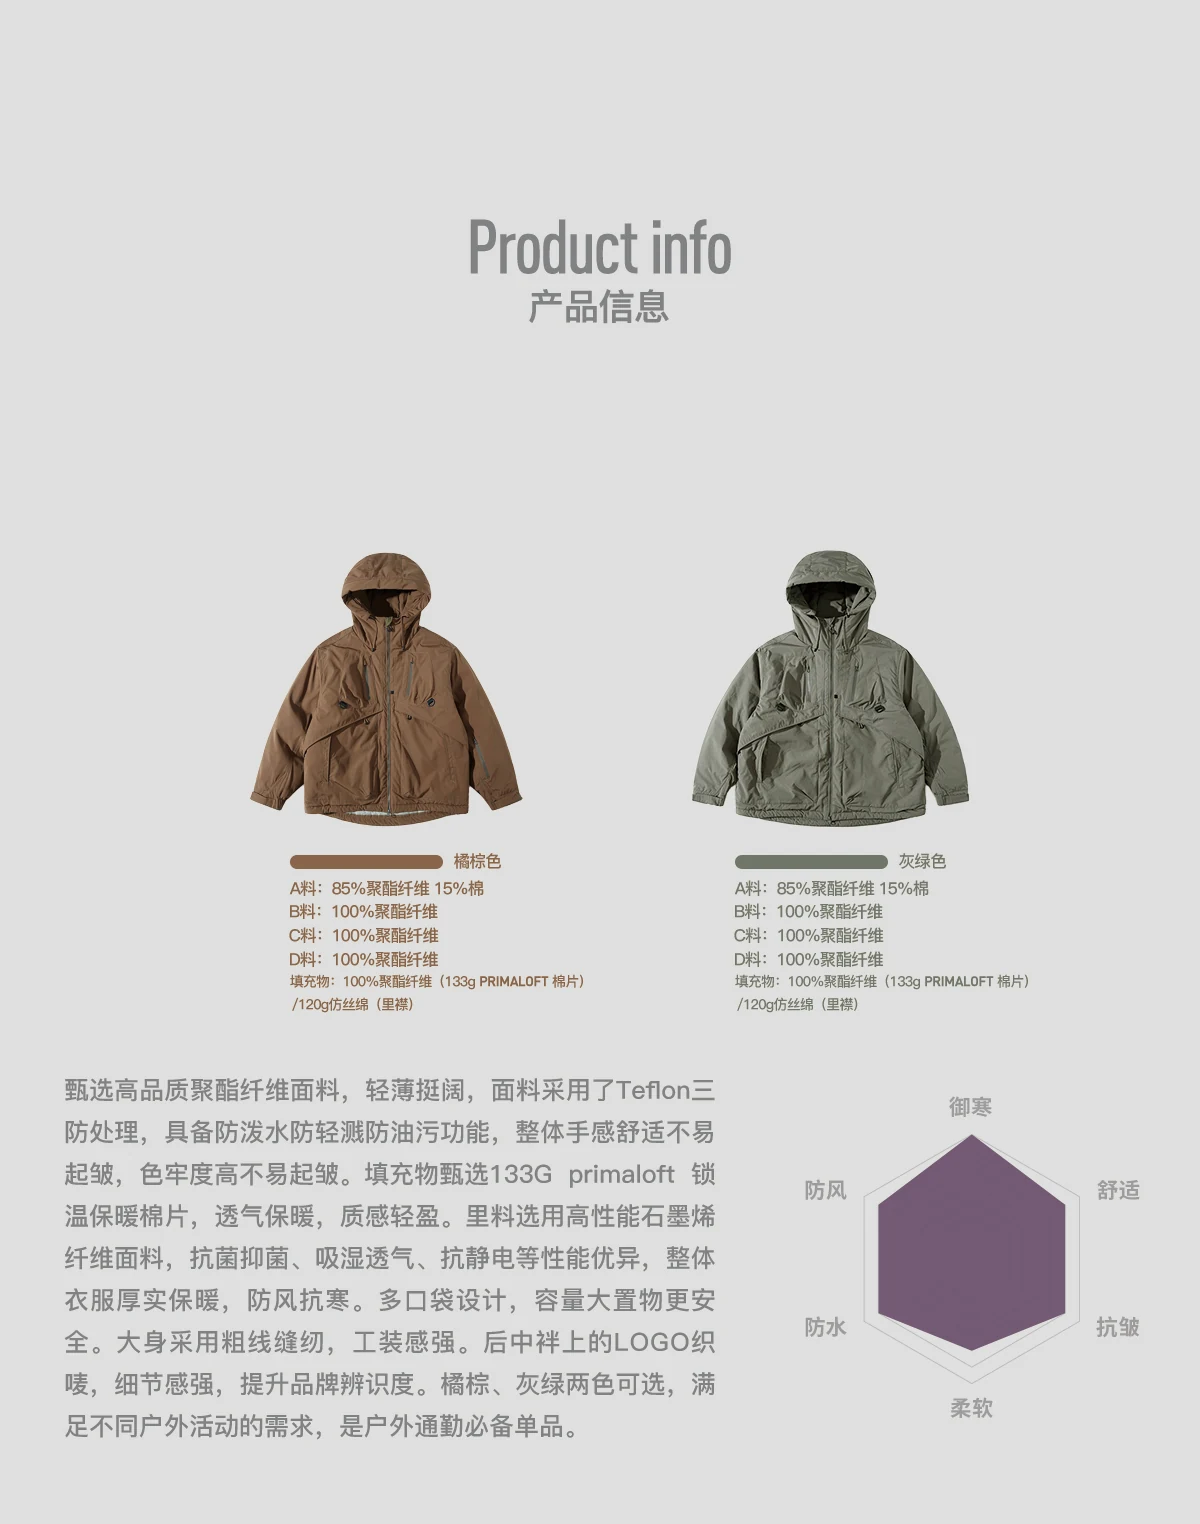 Product info
产品信息
橘棕色
A料：85%聚酯纤维 15%棉
B料：100%聚酯纤维
C料：100%聚酯纤维
D料：100%聚酯纤维
填充物：100%聚酯纤维（133g PRIMALOFT 棉片）
/120g仿丝绵（里襟）
灰绿色
A料：85%聚酯纤维 15%棉
B料：100%聚酯纤维
C料：100%聚酯纤维
D料：100%聚酯纤维
填充物：100%聚酯纤维（133g PRIMALOFT 棉片）
/120g仿丝绵（里襟）
甄选高品质聚酯纤维面料，轻薄挺阔，面料采用了Teflon三
防处理，具备防泼水防轻溅防油污功能，整体手感舒适不易
起皱，色牢度高不易起皱。填充物甄选133G primaloft 锁
温保暖棉片，透气保暖，质感轻盈。里料选用高性能石墨烯
纤维面料，抗菌抑菌、吸湿透气、抗静电等性能优异，整体
衣服厚实保暖，防风抗寒。多口袋设计，容量大置物更安
全。大身采用粗线缝纫，工装感强。后中袢上的LOGO织
唛，细节感强，提升品牌辨识度。橘棕、灰绿两色可选，满
足不同户外活动的需求，是户外通勤必备单品。
御寒
防风
舒适
防水
抗皱
柔软